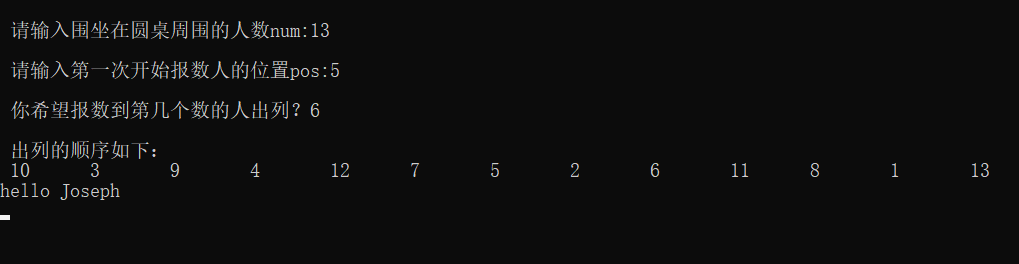 请输入围坐在圆桌周围的人数num:13
请输入第一次开始报数人的位置pos:5
你希望报数到第几个数的人出列？6
出列的顺序如下：
10 3 9 4 12 7 5 2 6 11 8 1 13
hello Joseph